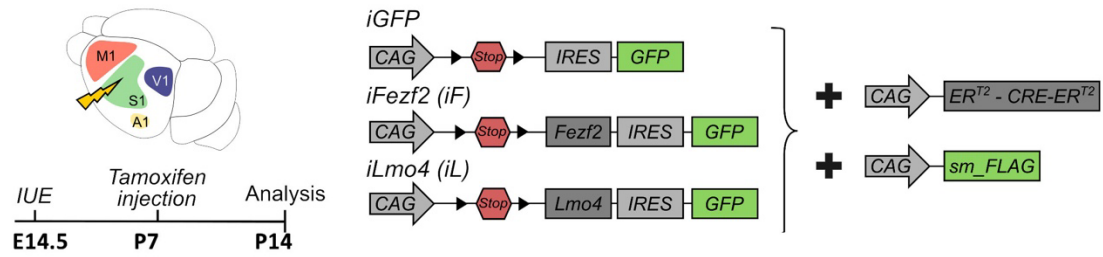 M1
V1
S1
A1
IUE
Tamoxifen
injection
Analysis
E14.5 P7 P14
iGFP
CAG Stop IRES GFP
iFezf2 (iF)
CAG Stop Fezf2 IRES GFP
iLmo4 (iL)
CAG Stop Lmo4 IRES GFP
+ CAG ER^T2 - CRE-ER^T2
+ CAG sm_FLAG